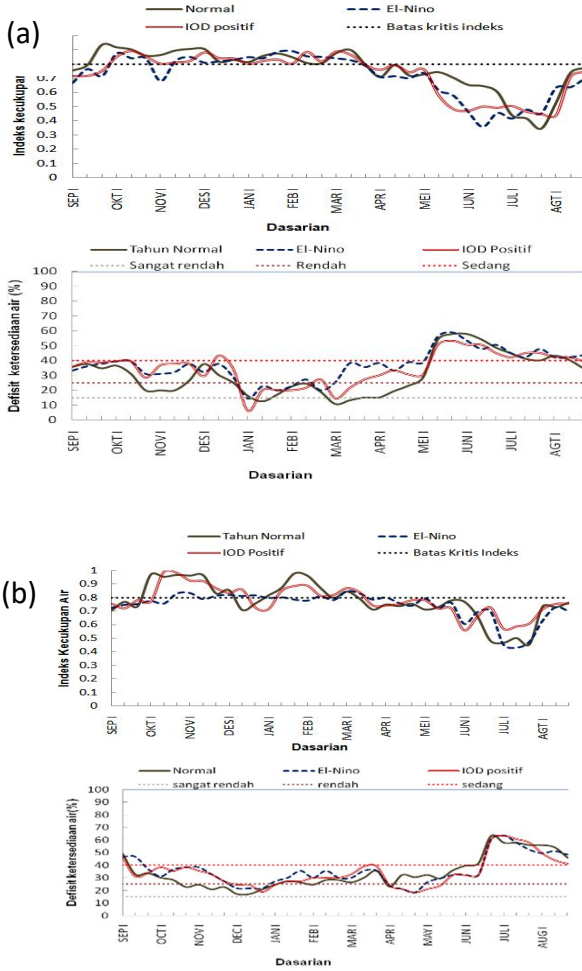 (a)
Normal El-Nino
IOD positif Batas kritis indeks
Indeks kecukupan
0.7
0.6
0.5
0.4
0.3
0.2
0.1
0
SEP I OKT I NOV I DES I JAN I FEB I MAR I APR I MEI I JUN I JUL I AGT I
Dasarian
Tahun Normal El-Nino IOD Positif
Sangat rendah Rendah Sedang
Defisit ketersediaan air (%)
100
90
80
70
60
50
40
30
20
10
0
SEP I OKT I NOV I DES I JAN I FEB I MAR I APR I MEI I JUN I JUL I AGT I
Dasarian
(b)
Tahun Normal El-Nino
IOD Positif Batas Kritis Indeks
Indeks Kecukupan Air
1
0.9
0.8
0.7
0.6
0.5
0.4
0.3
0.2
0.1
0
SEP I OKT I NOV I DES I JAN I FEB I MAR I APR I MEI I JUN I JUL I AGT I
Dasarian
Normal El-Nino IOD positif
sangat rendah rendah sedang
Defisit ketersediaan air(%)
100
90
80
70
60
50
40
30
20
10
0
SEP I OCT I NOV I DEC I JAN I FEB I MAR I APR I MAY I JUN I JUL I AUG I
Dasarian